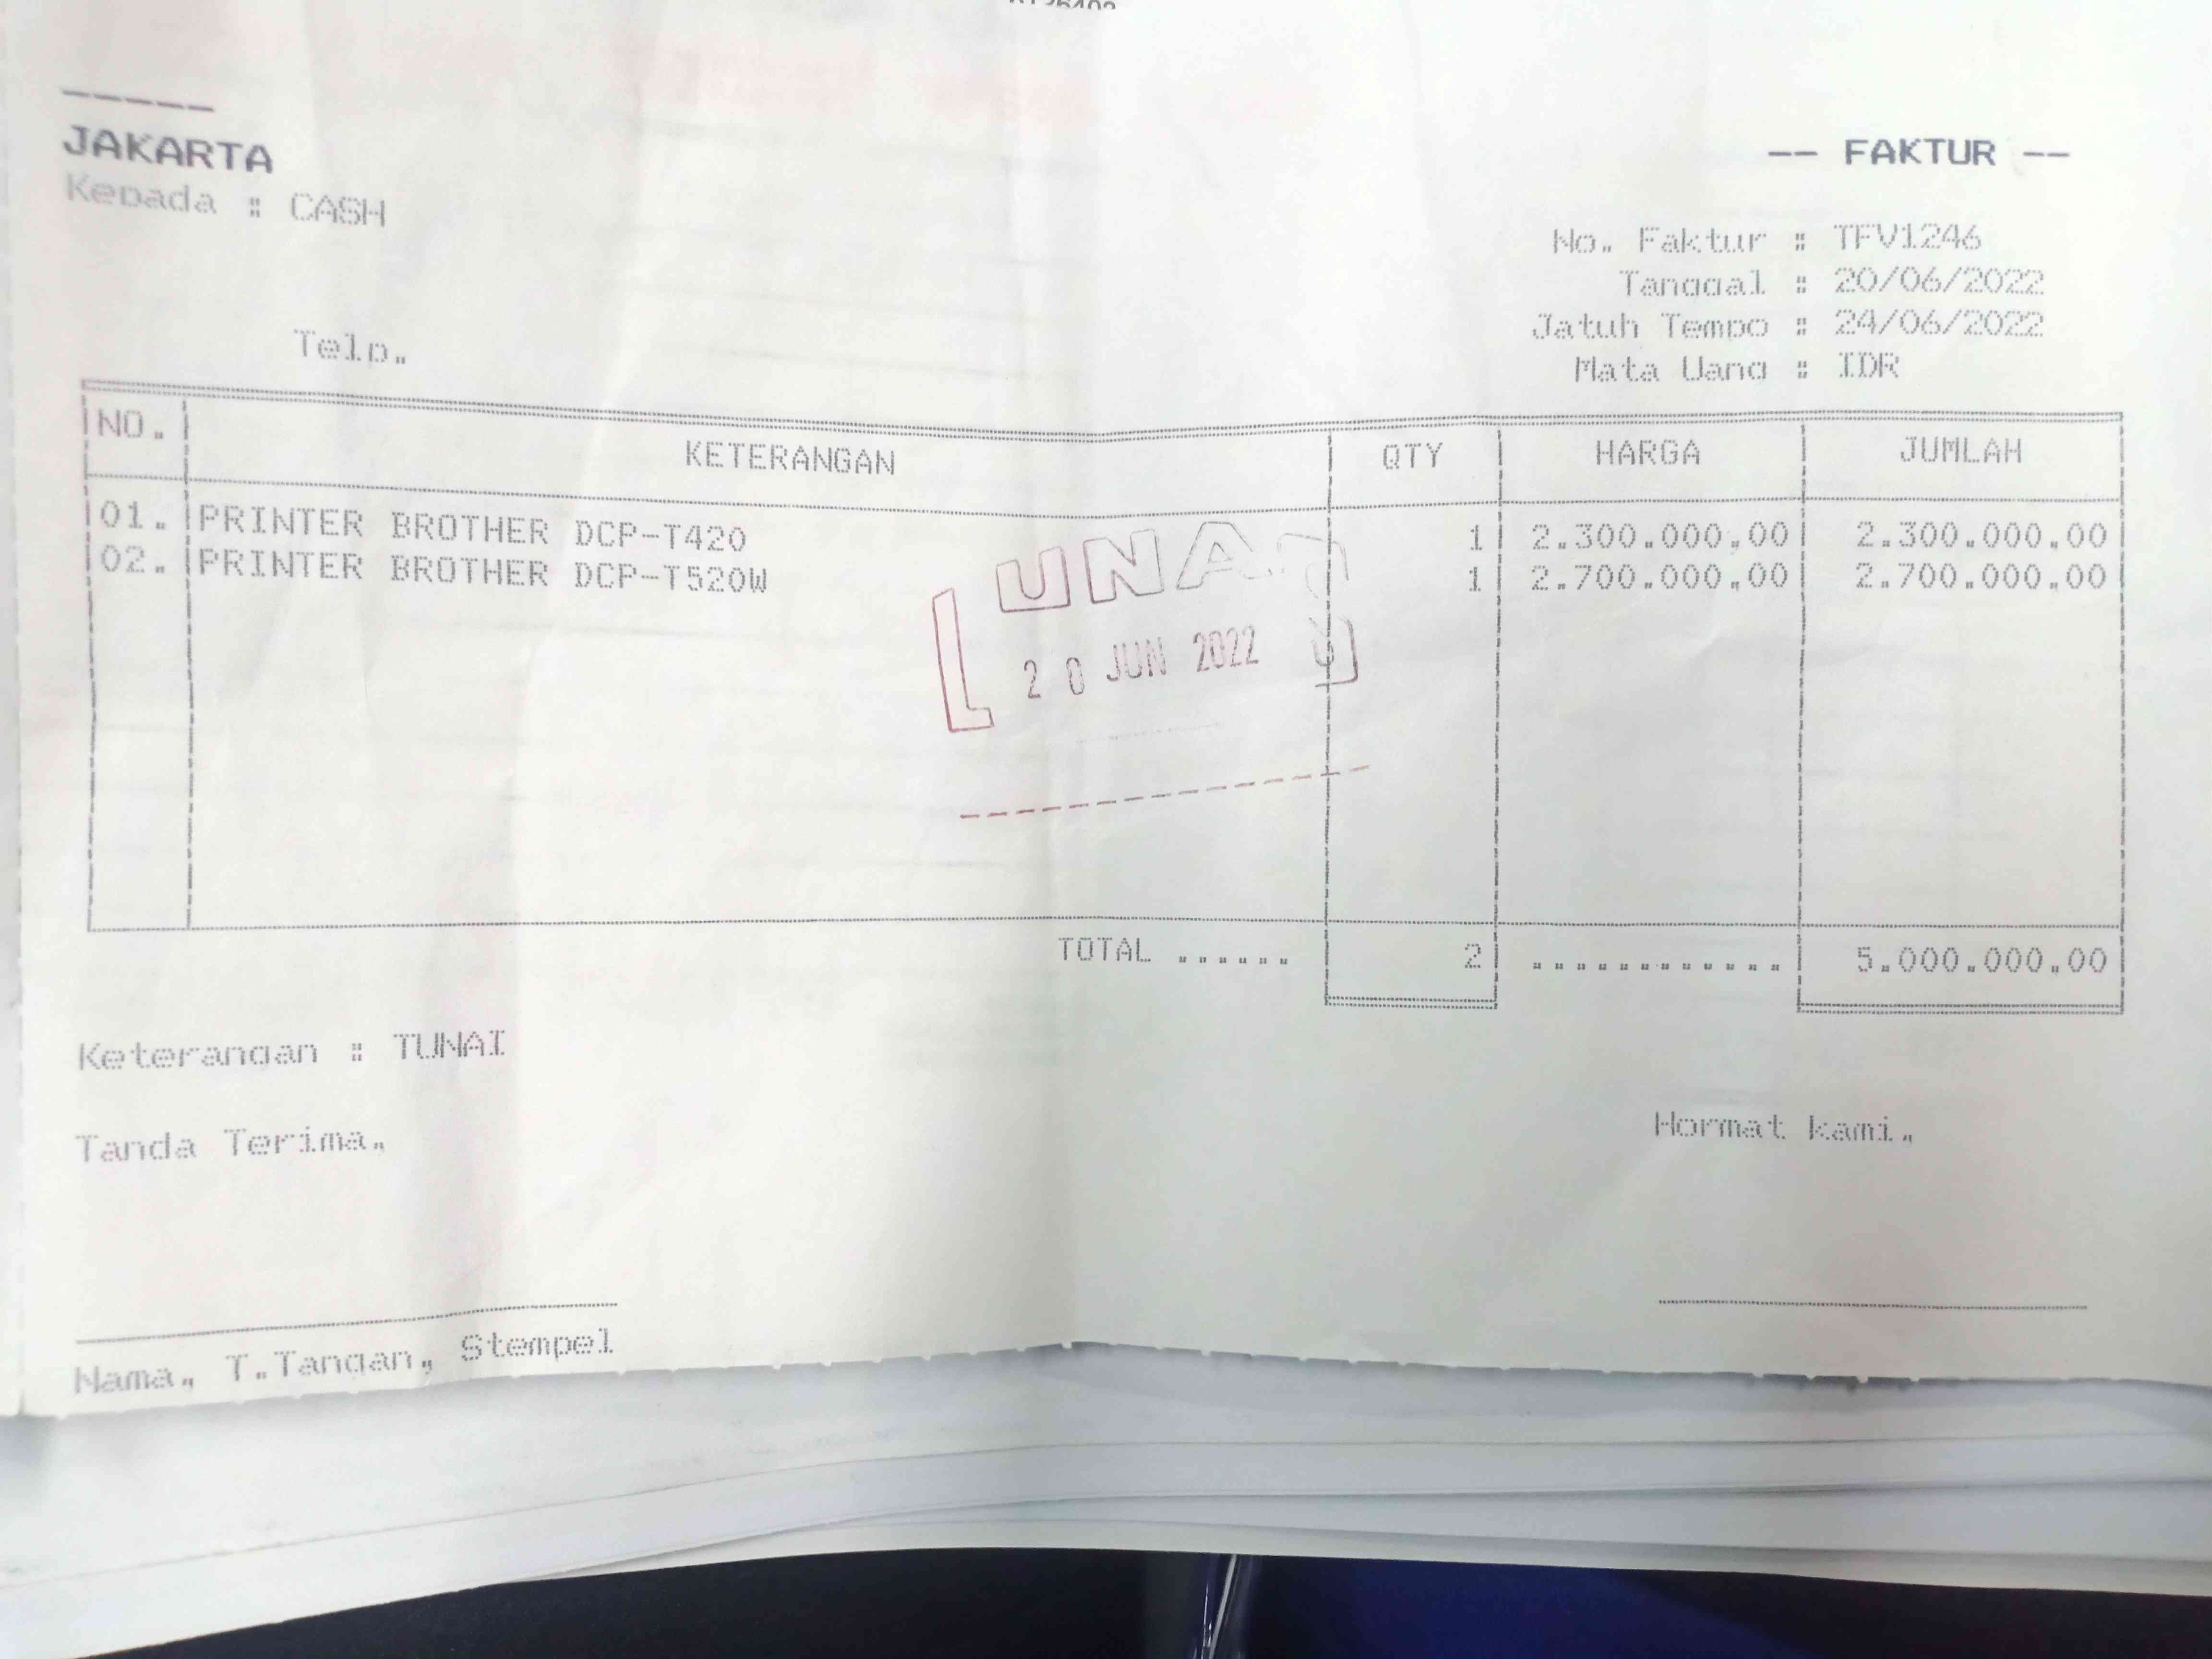 -----
JAKARTA
Kepada : CASH
Telp.
-- FAKTUR --
No. Faktur : TFV1246
Tanggal : 20/06/2022
Jatuh Tempo : 24/06/2022
Mata Uang : IDR
NO. KETERANGAN QTY HARGA JUMLAH
01. PRINTER BROTHER DCP-T420 1 2.300.000,00 2.300.000,00
02. PRINTER BROTHER DCP-T520W 1 2.700.000,00 2.700.000,00
LUNAS
20 JUN 2022
TOTAL ...... 2 ............ 5.000.000,00
Keterangan : TUNAI
Tanda Terima,
Hormat kami,
Nama, T.Tangan, Stempel